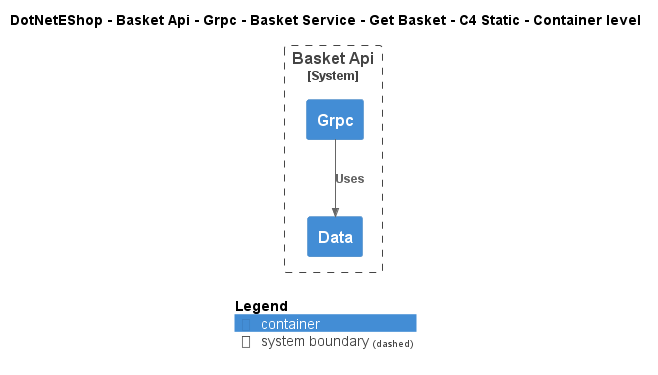 DotNetEShop - Basket Api - Grpc - Basket Service - Get Basket - C4 Static - Container level
Basket Api
[System]
Grpc
Uses
Data
Legend
container
system boundary (dashed)